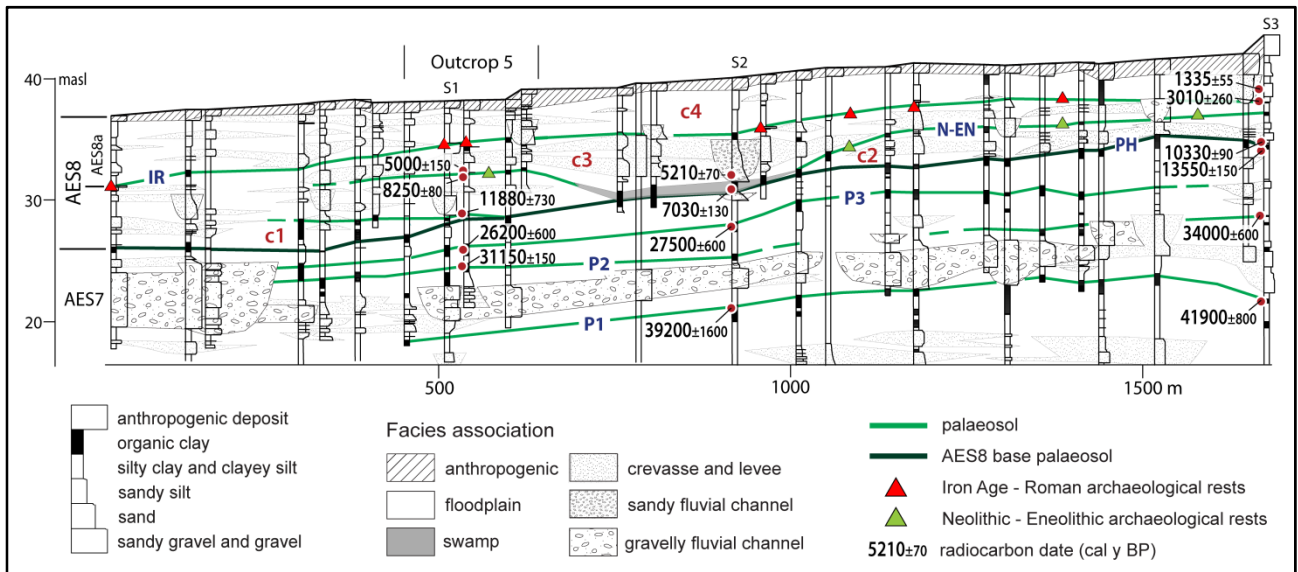 S3
Outcrop 5
S1
S2
40 masl
1335±55
3010±260
c4
N-EN
PH
AES8
AES8a
c3
c2
5000±150
5210±70
10330±90
IR
8250±80
13550±150
30
11880±730
7030±130
P3
c1
26200±600
27500±600
34000±600
31150±150
P2
AES7
20
P1
39200±1600
41900±800
500
1000
1500 m
anthropogenic deposit
organic clay
silty clay and clayey silt
sandy silt
sand
sandy gravel and gravel
Facies association
anthropogenic
floodplain
swamp
crevasse and levee
sandy fluvial channel
gravelly fluvial channel
palaeosol
AES8 base palaeosol
Iron Age - Roman archaeological rests
Neolithic - Eneolithic archaeological rests
5210±70 radiocarbon date (cal y BP)